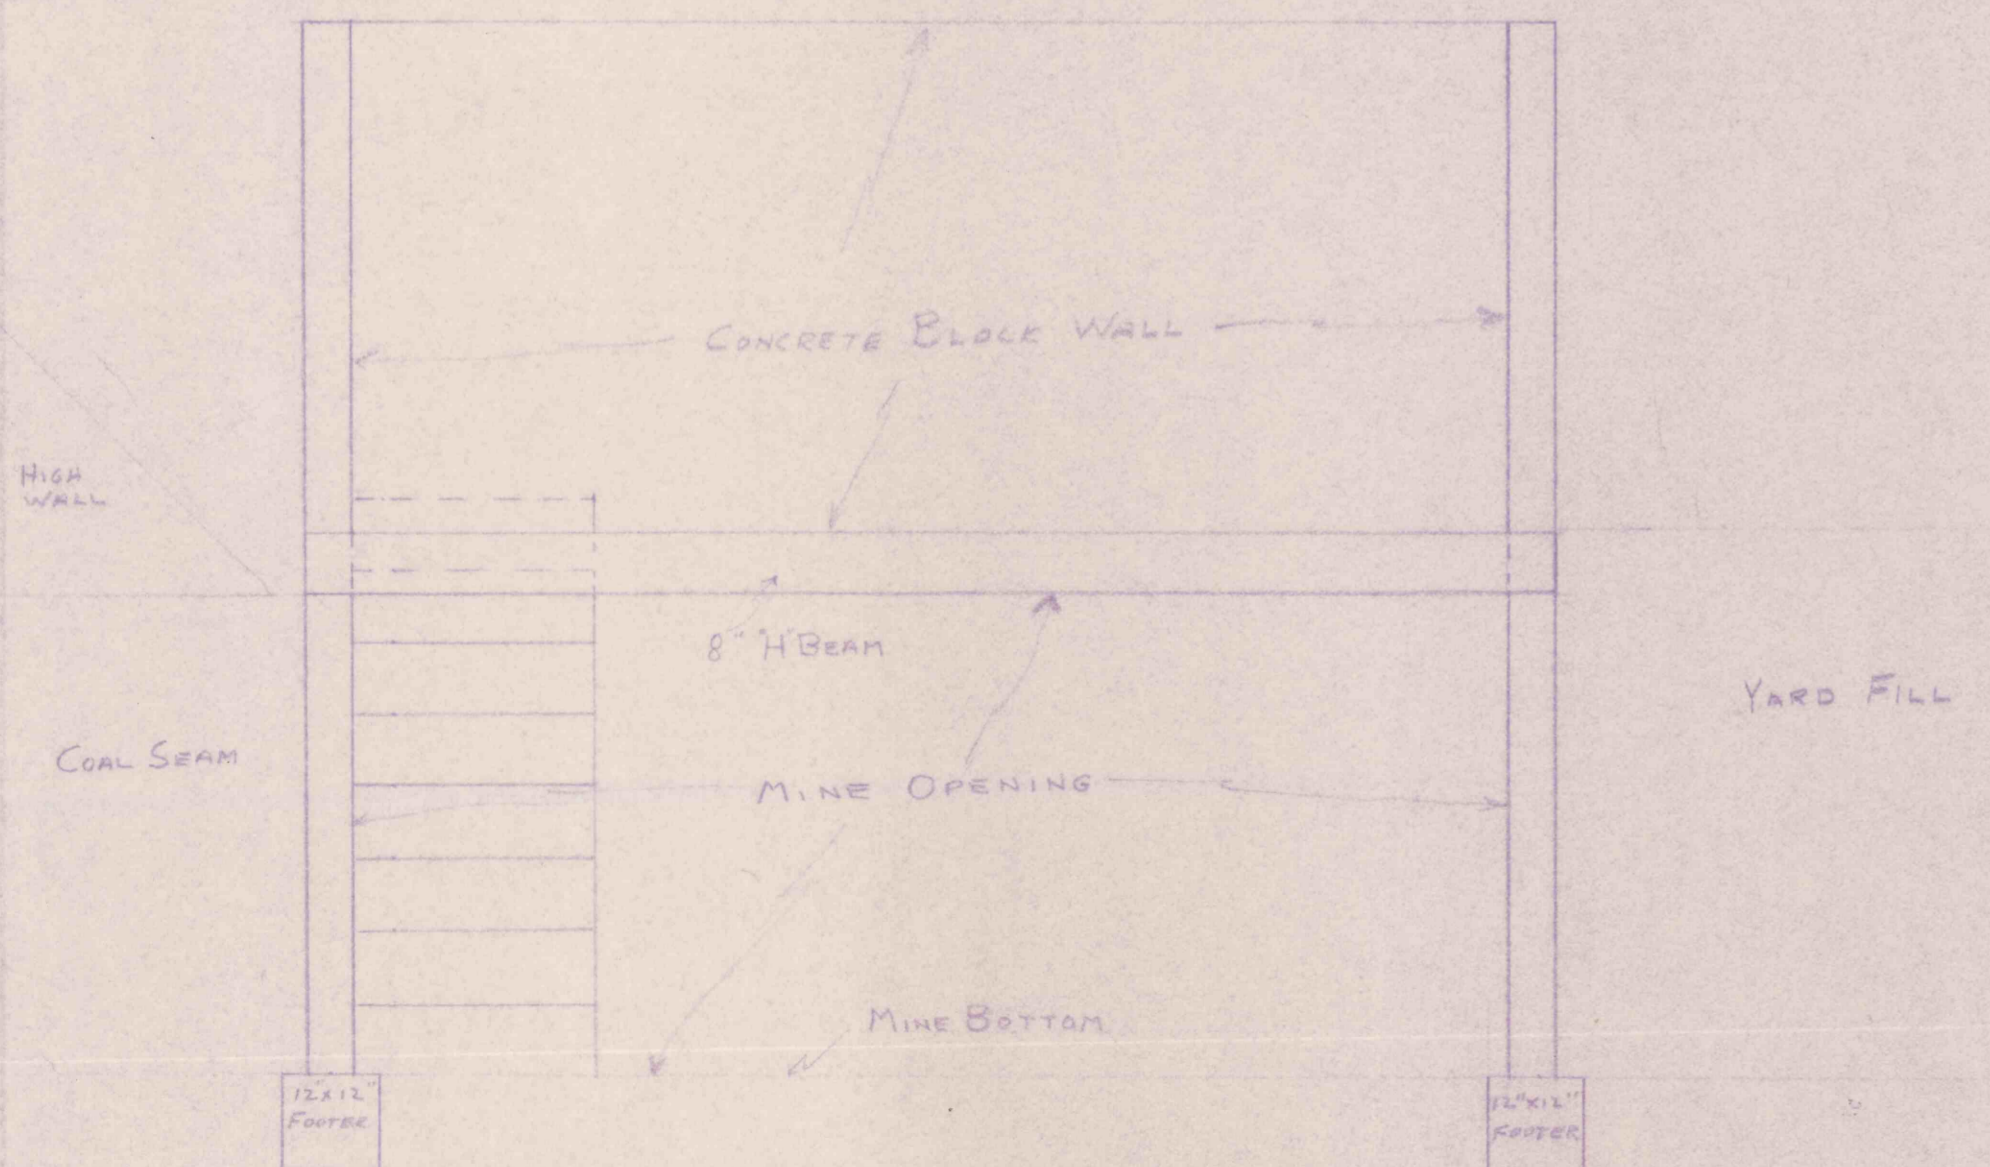 CONCRETE BLOCK WALL
HIGH
WALL
8" "H" BEAM
YARD FILL
COAL SEAM
MINE OPENING
MINE BOTTOM
12"x12"
FOOTER
12"x12"
FOOTER